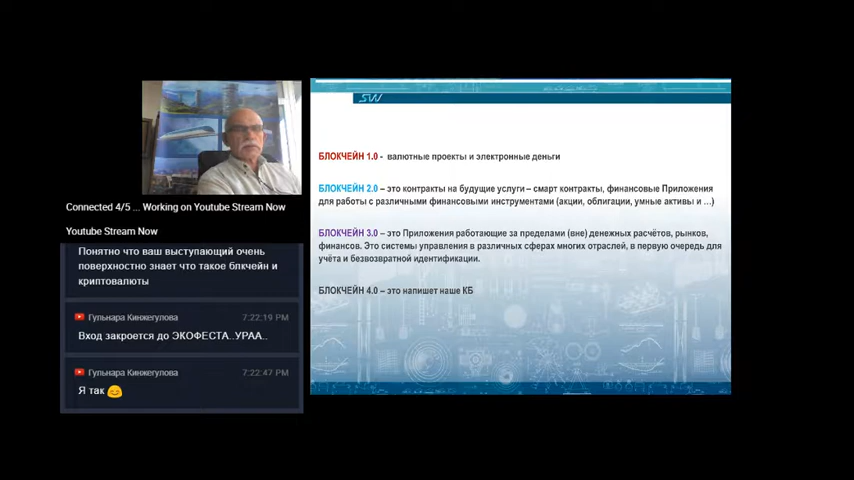 SW
БЛОКЧЕЙН 1.0 - валютные проекты и электронные деньги
БЛОКЧЕЙН 2.0 – это контракты на будущие услуги – смарт контракты, финансовые Приложения
для работы с различными финансовыми инструментами (акции, облигации, умные активы и ...)
БЛОКЧЕЙН 3.0 – это Приложения работающие за пределами (вне) денежных расчётов, рынков,
финансов. Это системы управления в различных сферах многих отраслей, в первую очередь для
учёта и безвозвратной идентификации.
БЛОКЧЕЙН 4.0 – это напишет наше КБ
Connected 4/5 ... Working on Youtube Stream Now
Youtube Stream Now
Понятно что ваш выступающий очень
поверхностно знает что такое блкчейн и
криптовалюты
Гульнара Кинжегулова 7:22:19 PM
Вход закроется до ЭКОФЕСТА..УРАА..
Гульнара Кинжегулова 7:22:47 PM
Я так 😊